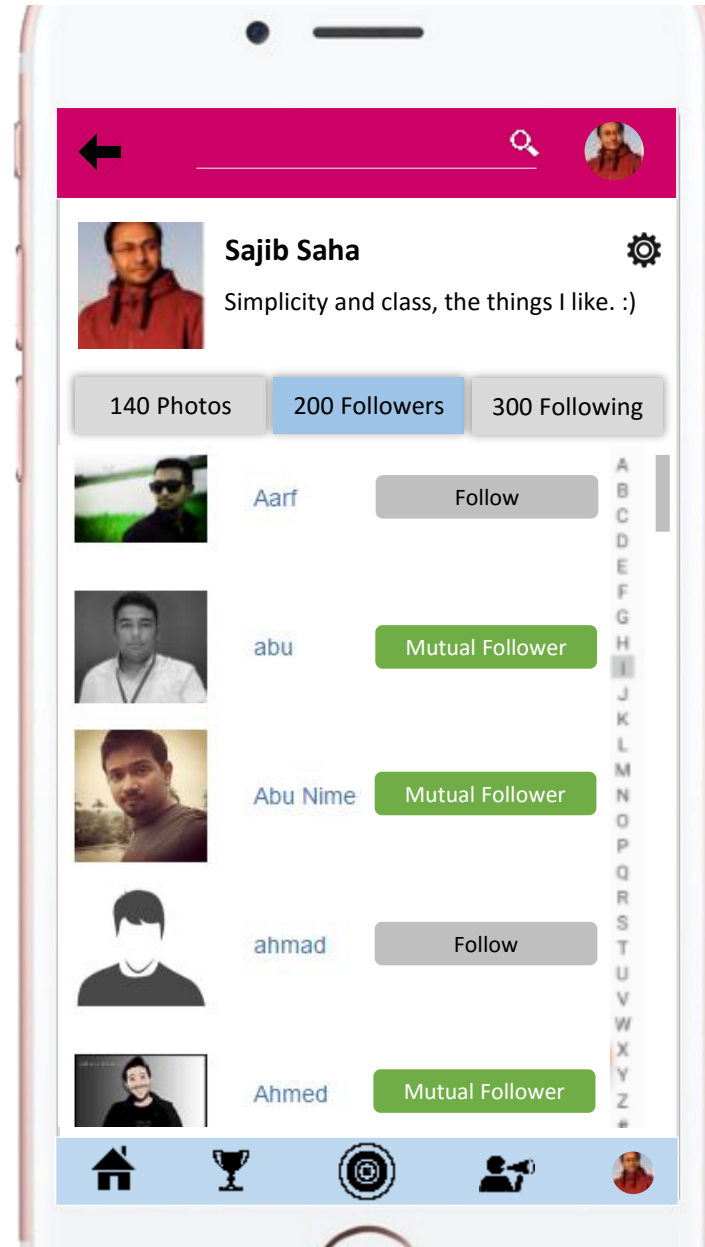 Sajib Saha
Simplicity and class, the things I like. :)
140 Photos
200 Followers
300 Following
Aarf
Follow
abu
Mutual Follower
Abu Nime
Mutual Follower
ahmad
Follow
Ahmed
Mutual Follower
A
B
C
D
E
F
G
H
I
J
K
L
M
N
O
P
Q
R
S
T
U
V
W
X
Y
Z
#